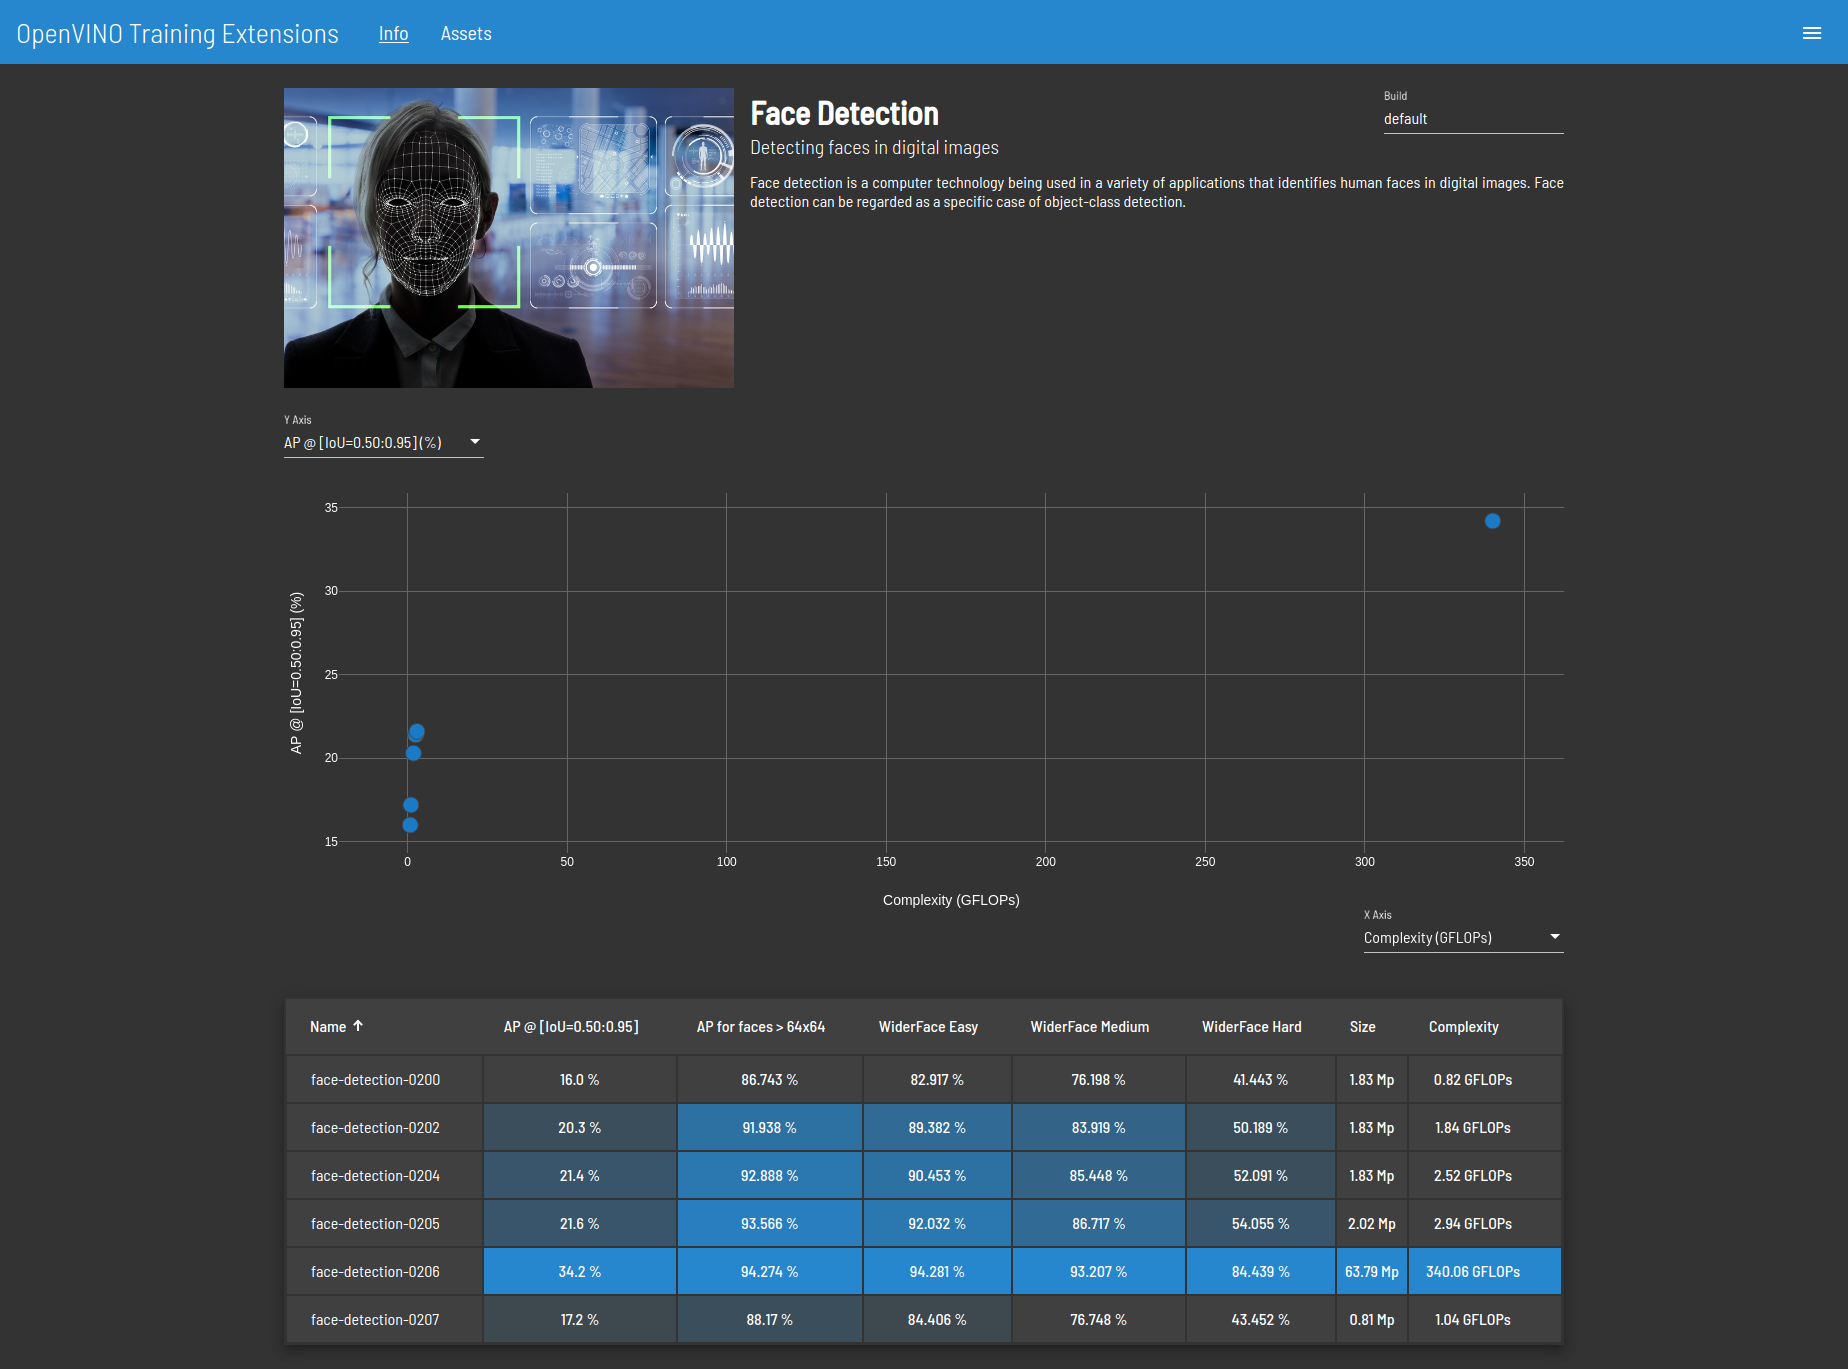 OpenVINO Training Extensions Info Assets
Face Detection
Detecting faces in digital images
Face detection is a computer technology being used in a variety of applications that identifies human faces in digital images. Face
detection can be regarded as a specific case of object-class detection.
Build
default
Y Axis
AP @ [IoU=0.50:0.95] (%)
35
30
25
20
15
AP @ [IoU=0.50:0.95] (%)
0 50 100 150 200 250 300 350
Complexity (GFLOPs)
X Axis
Complexity (GFLOPs)
Name AP @ [IoU=0.50:0.95] AP for faces > 64x64 WiderFace Easy WiderFace Medium WiderFace Hard Size Complexity
face-detection-0200 16.0 % 86.743 % 82.917 % 76.198 % 41.443 % 1.83 Mp 0.82 GFLOPs
face-detection-0202 20.3 % 91.938 % 89.382 % 83.919 % 50.189 % 1.83 Mp 1.84 GFLOPs
face-detection-0204 21.4 % 92.888 % 90.453 % 85.448 % 52.091 % 1.83 Mp 2.52 GFLOPs
face-detection-0205 21.6 % 93.566 % 92.032 % 86.717 % 54.055 % 2.02 Mp 2.94 GFLOPs
face-detection-0206 34.2 % 94.274 % 94.281 % 93.207 % 84.439 % 63.79 Mp 340.06 GFLOPs
face-detection-0207 17.2 % 88.17 % 84.406 % 76.748 % 43.452 % 0.81 Mp 1.04 GFLOPs